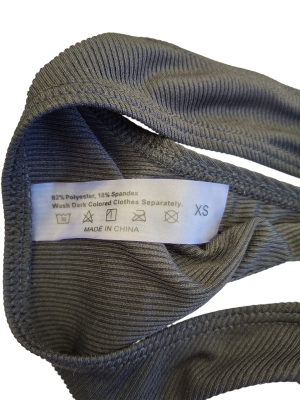 82% Polyester, 18% Spandex
Wash Dark Colored Clothes Separately
XS
MADE IN CHINA